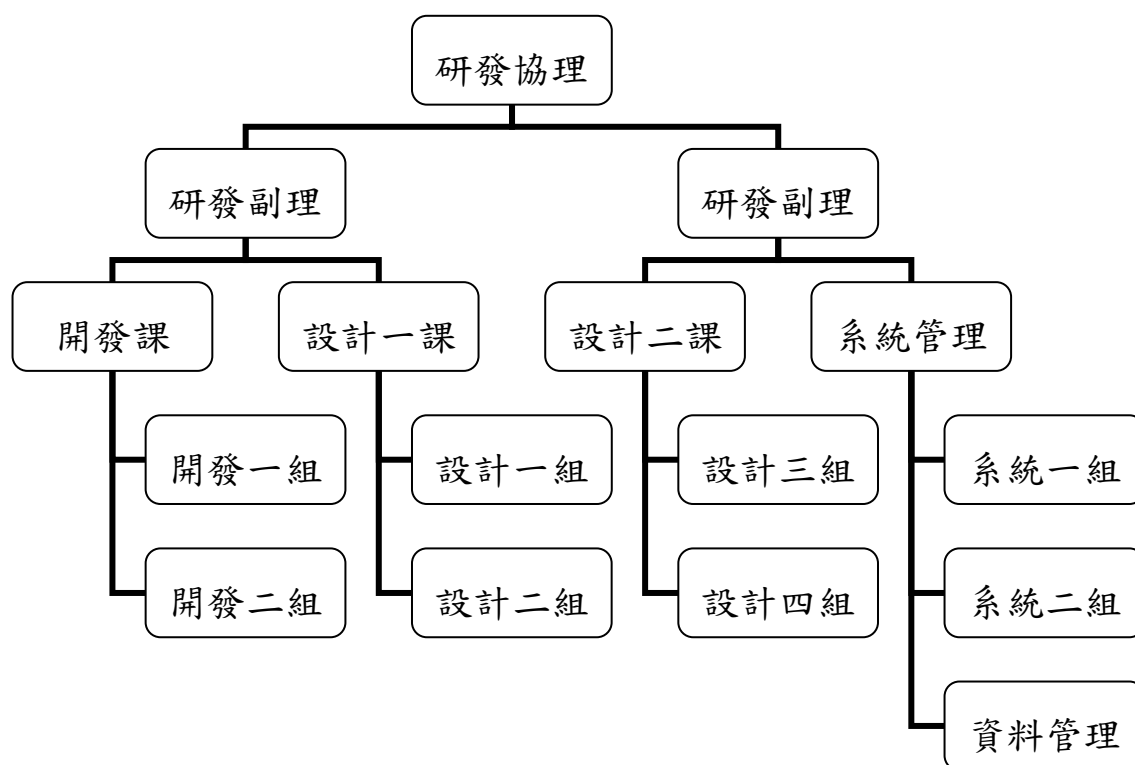 研發協理
研發副理
研發副理
開發課
設計一課
設計二課
系統管理
開發一組
設計一組
設計三組
系統一組
開發二組
設計二組
設計四組
系統二組
資料管理